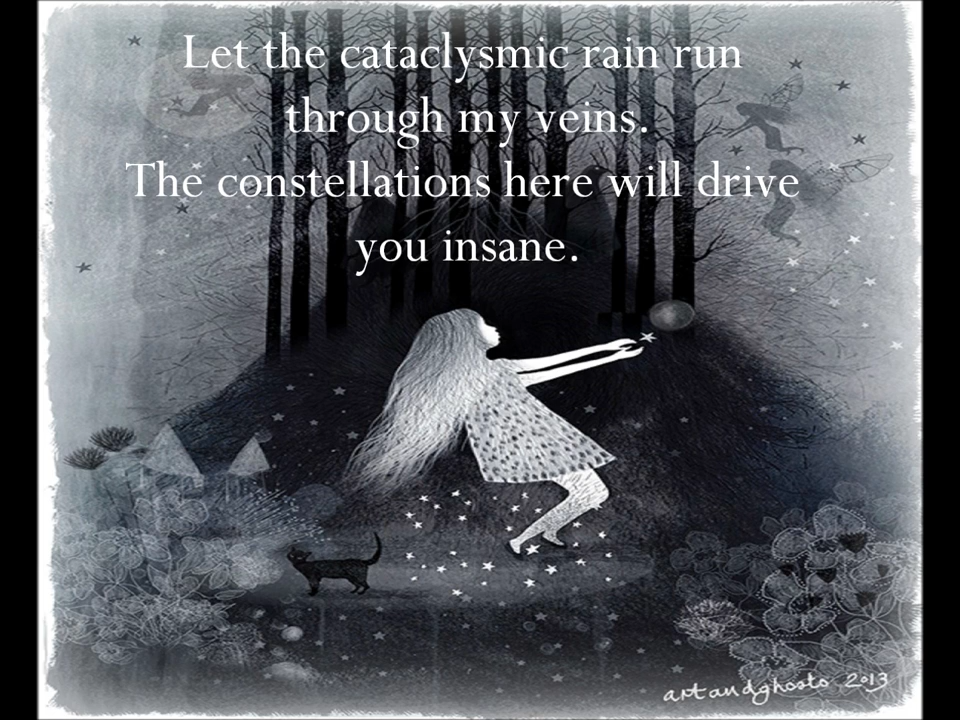 Let the cataclysmic rain run
through my veins.
The constellations here will drive
you insane.
artandghosts 2013